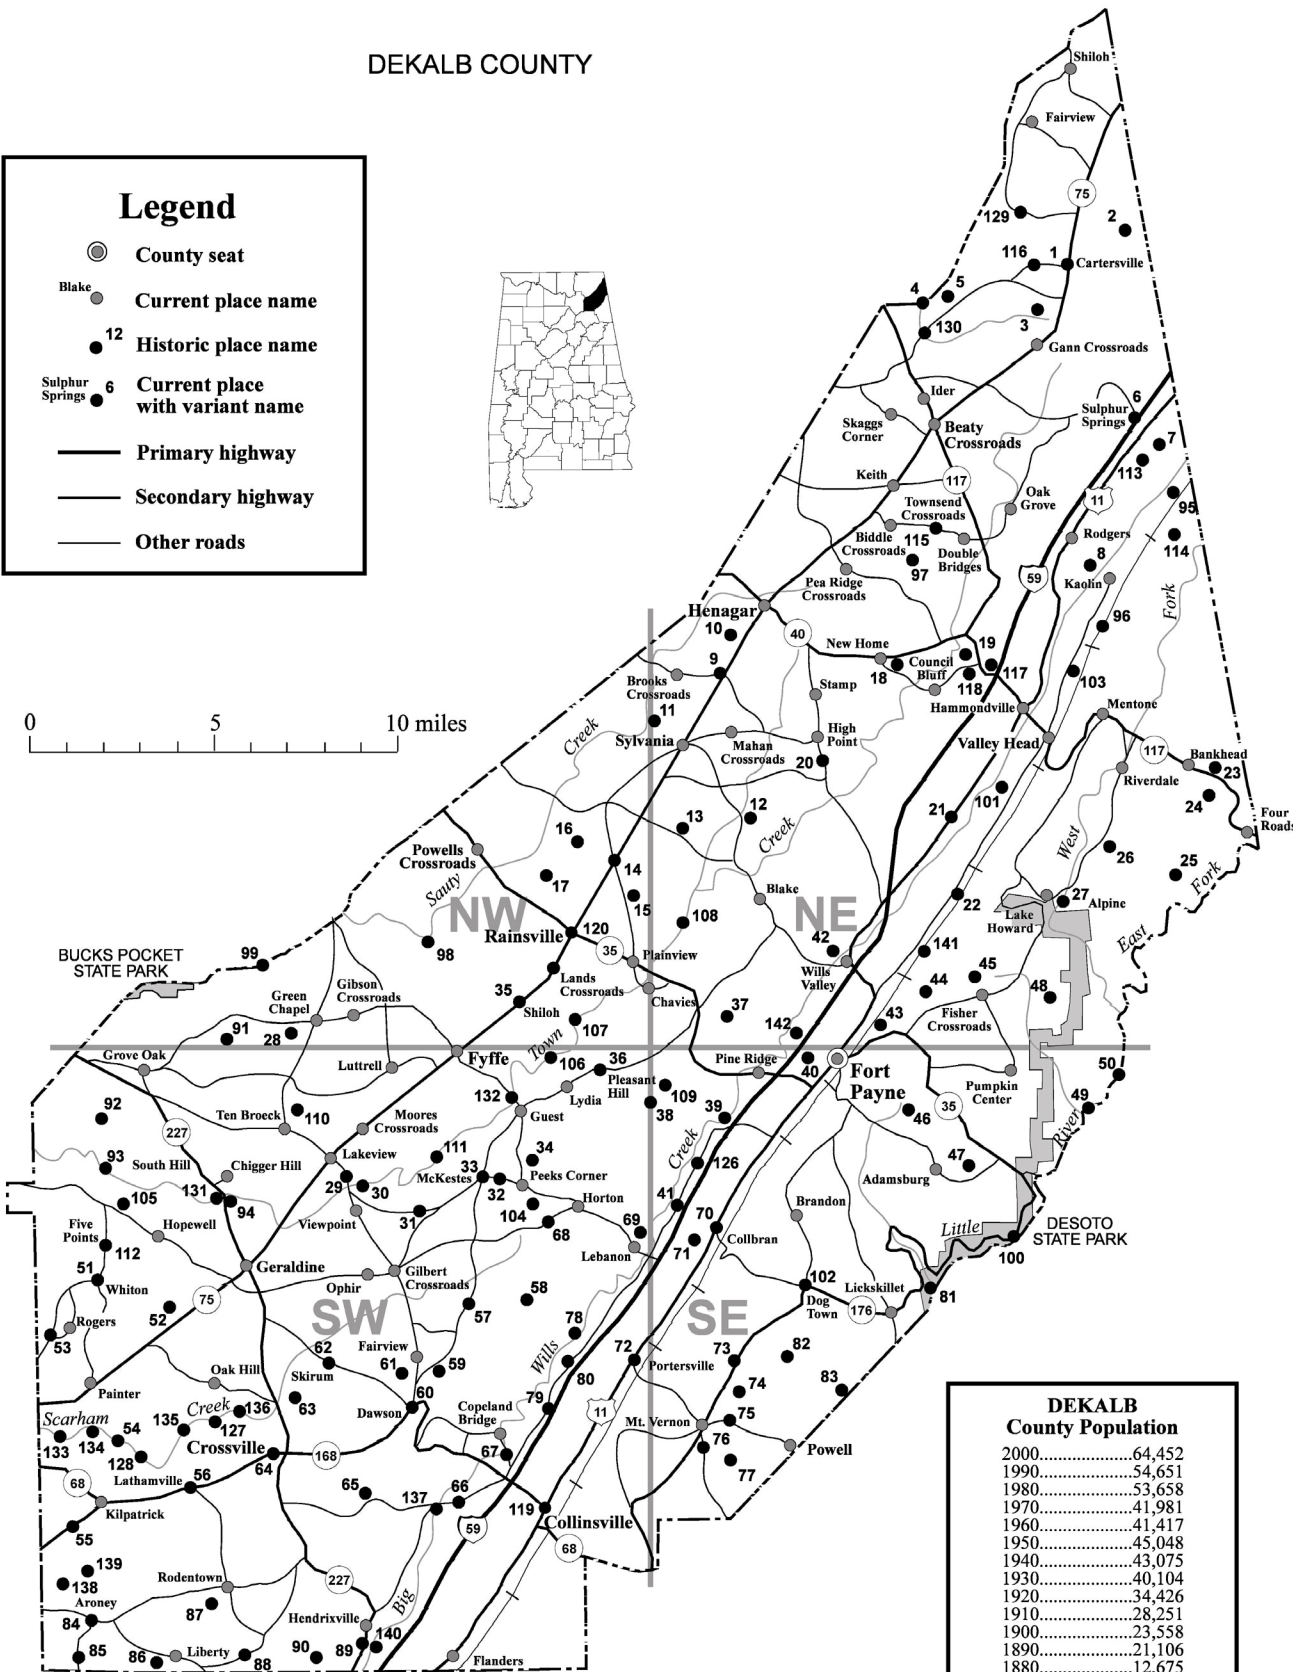 DEKALB COUNTY
Legend
County seat
Blake
Current place name
12
Historic place name
Sulphur
Springs
6
Current place
with variant name
Primary highway
Secondary highway
Other roads
0
5
10 miles
Shiloh
Fairview
75
129
2
116
1
Cartersville
4
5
130
3
Gann Crossroads
Ider
Skaggs
Corner
Beaty
Crossroads
Sulphur
Springs
6
7
113
Keith
117
11
Townsend
Crossroads
Oak
Grove
95
Biddle
Crossroads
115
Double
Bridges
Rodgers
114
97
8
Pea Ridge
Crossroads
59
Kaolin
Fork
Henagar
10
40
New Home
19
96
9
18
Council
Bluff
118
117
103
Brooks
Crossroads
Stamp
Hammondville
Mentone
11
Creek
Sylvania
Mahan
Crossroads
High
Point
Valley Head
117
Bankhead
20
Riverdale
23
101
24
12
13
21
Four
Roads
16
Creek
West
26
25
Powells
Crossroads
14
Fork
17
Sauty
15
Blake
27
Alpine
NW
108
NE
22
Lake
Howard
East
Rainsville
120
35
42
141
98
Plainview
Wills
Valley
BUCKS POCKET
STATE PARK
99
Lands
Crossroads
44
45
48
Chavies
Green
Chapel
Gibson
Crossroads
35
Shiloh
37
43
Fisher
Crossroads
91
28
107
142
Grove Oak
Luttrell
Fyffe
Town
106
36
Pine Ridge
40
Fort
Payne
50
Pleasant
Hill
109
Pumpkin
Center
92
132
Lydia
38
39
46
35
49
110
Ten Broeck
Moores
Crossroads
Guest
River
227
111
34
Creek
126
47
93
South Hill
Chigger Hill
Lakeview
33
McKestes
32
Peeks Corner
Adamsburg
105
131
94
29
30
31
104
Horton
41
Brandon
Five
Points
Hopewell
Viewpoint
68
69
70
Little
DESOTO
STATE PARK
112
Lebanon
71
Collbran
100
51
Whiton
Geraldine
Ophir
Gilbert
Crossroads
58
102
Lickskillet
81
75
52
SW
57
78
SE
Dog
Town
176
Rogers
53
62
Fairview
61
59
Wills
80
72
Portersville
73
82
Oak Hill
Skirum
83
Painter
63
60
79
74
Scarham
135
Creek
136
127
Dawson
Copeland
Bridge
11
Mt. Vernon
75
133
134
54
128
Crossville
67
76
Powell
64
168
77
68
Lathamville
56
65
66
137
Kilpatrick
119
Collinsville
55
59
68
139
138
Rodentown
227
Aroney
87
Big
84
Hendrixville
85
86
Liberty
88
90
89
140
Flanders
DEKALB
County Population
2000.....................64,452
1990.....................54,651
1980.....................53,658
1970.....................41,981
1960.....................41,417
1950.....................45,048
1940.....................43,075
1930.....................40,104
1920.....................34,426
1910.....................28,251
1900.....................23,558
1890.....................21,106
1880.....................12,675